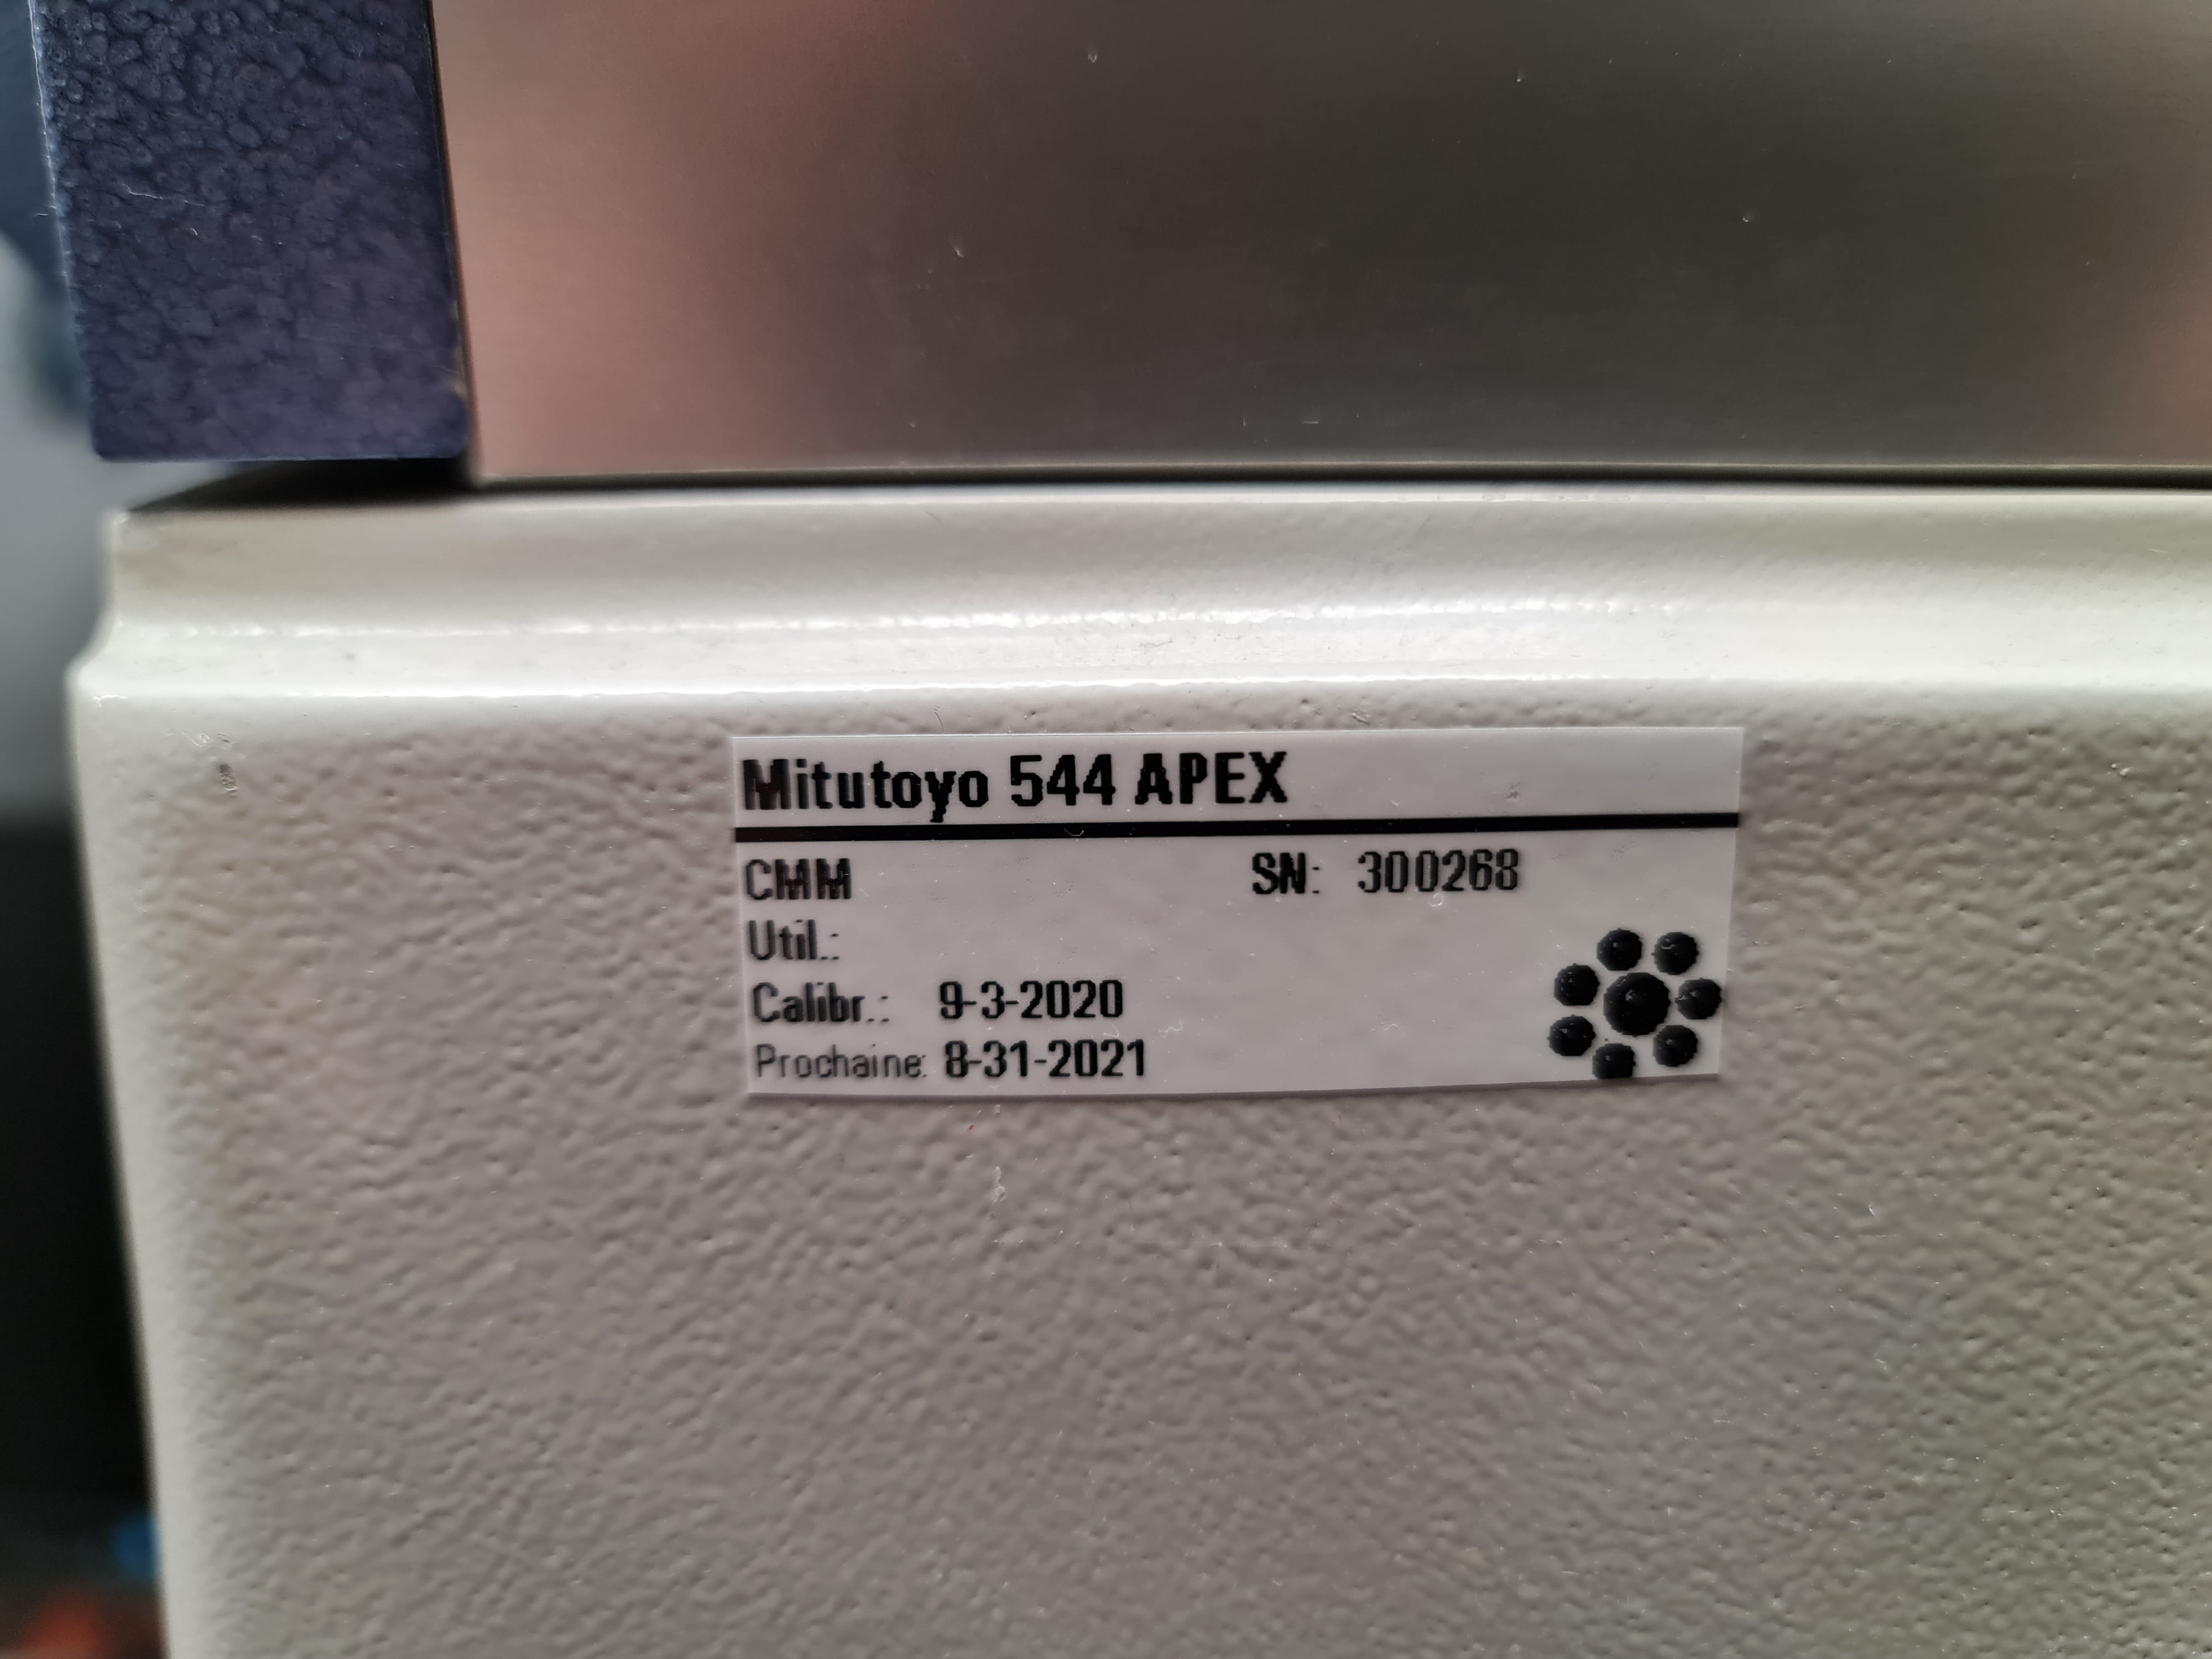 Mitutoyo 544 APEX
CMM SN: 300268
Util.:
Calibr.: 9-3-2020
Prochaine: 8-31-2021